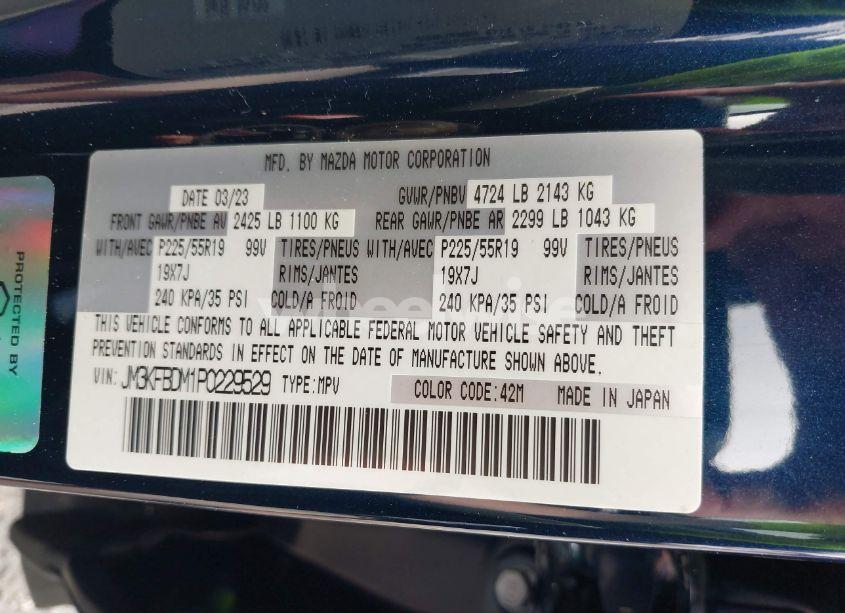 MFD. BY MAZDA MOTOR CORPORATION
DATE 03/23 GVWR/PNBV 4724 LB 2143 KG
FRONT GAWR/PNBE AV 2425 LB 1100 KG REAR GAWR/PNBE AR 2299 LB 1043 KG
WITH/AVEC P225/55R19 99V TIRES/PNEUS WITH/AVEC P225/55R19 99V TIRES/PNEUS
19X7J RIMS/JANTES 19X7J RIMS/JANTES
240 KPA/35 PSI COLD/A FROID 240 KPA/35 PSI COLD/A FROID
THIS VEHICLE CONFORMS TO ALL APPLICABLE FEDERAL MOTOR VEHICLE SAFETY AND THEFT
PREVENTION STANDARDS IN EFFECT ON THE DATE OF MANUFACTURE SHOWN ABOVE.
VIN: JM3KFBDM1P0229529 TYPE:MPV COLOR CODE:42M MADE IN JAPAN
PROTECTED BY